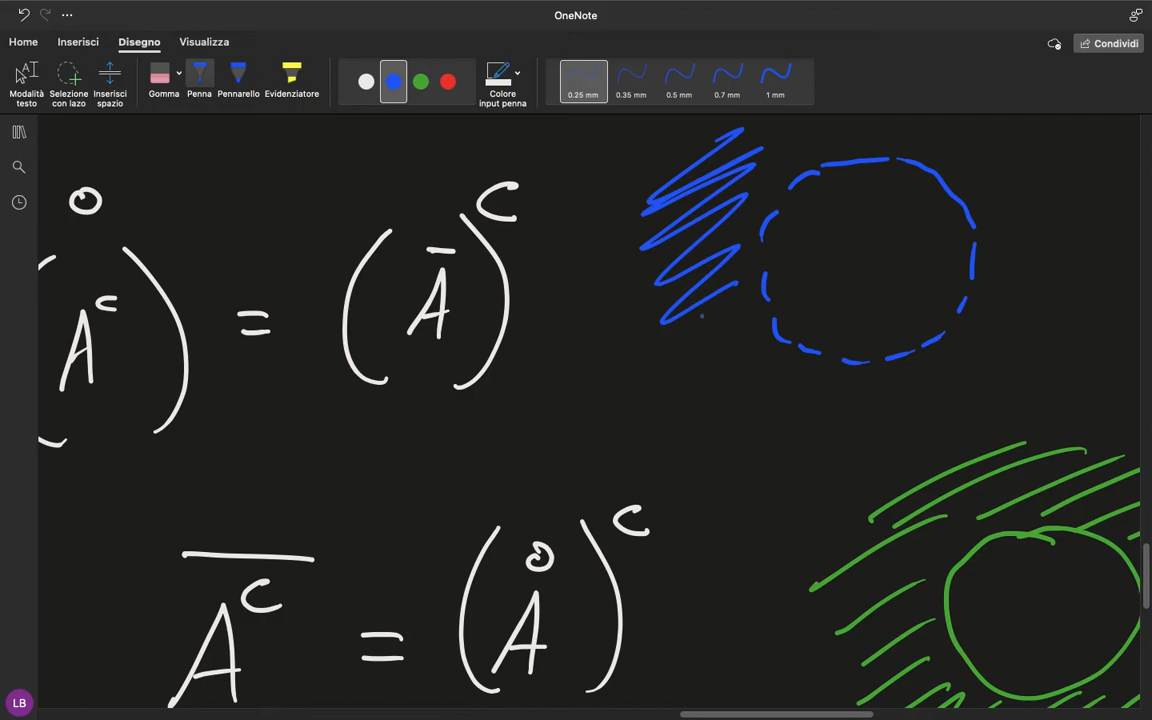 OneNote
Home Inserisci Disegno Visualizza
Condividi
Modalità testo Selezione con lazo Inserisci spazio Gomma Penna Pennarello Evidenziatore Colore input penna 0.25 mm 0.35 mm 0.5 mm 0.7 mm 1 mm
(A^c)° = (Ā)^C
\overline{A^C} = (Å)^C
LB